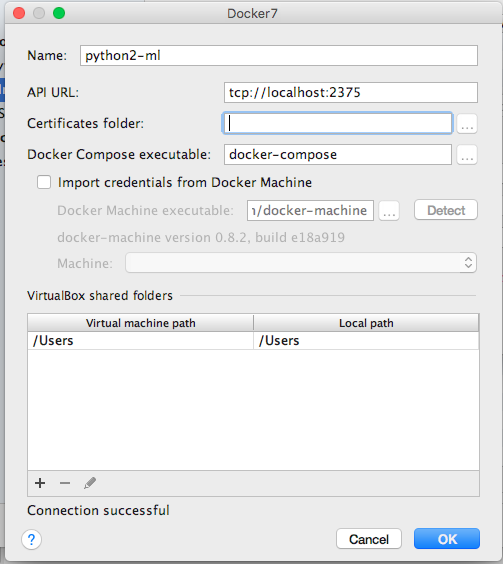 Docker7
Name: python2-ml
API URL: tcp://localhost:2375
Certificates folder: ...
Docker Compose executable: docker-compose ...
Import credentials from Docker Machine
Docker Machine executable: /docker-machine ... Detect
docker-machine version 0.8.2, build e18a919
Machine:
VirtualBox shared folders
Virtual machine path Local path
/Users /Users
+ −
Connection successful
? Cancel OK